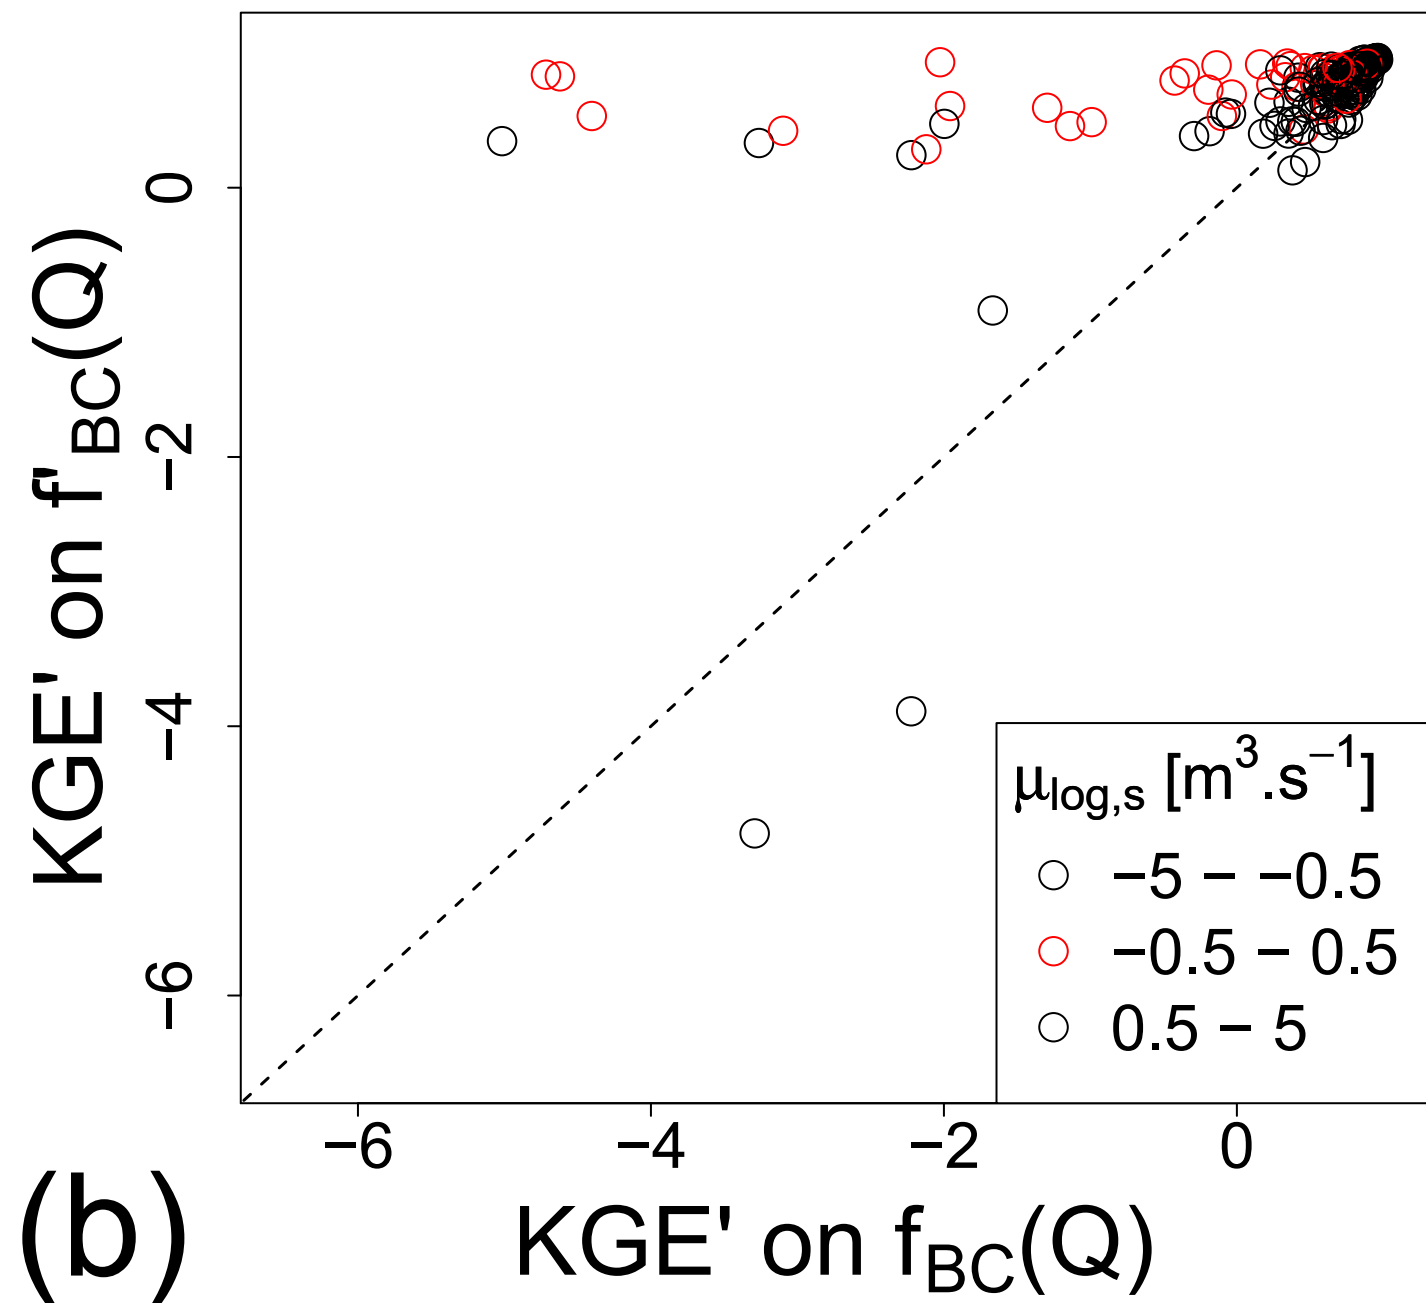 KGE' on f'BC(Q)
0
−2
−4
−6
μlog,s [m³.s⁻¹]
−5 − −0.5
−0.5 − 0.5
0.5 − 5
−6 −4 −2 0
KGE' on fBC(Q)
(b)